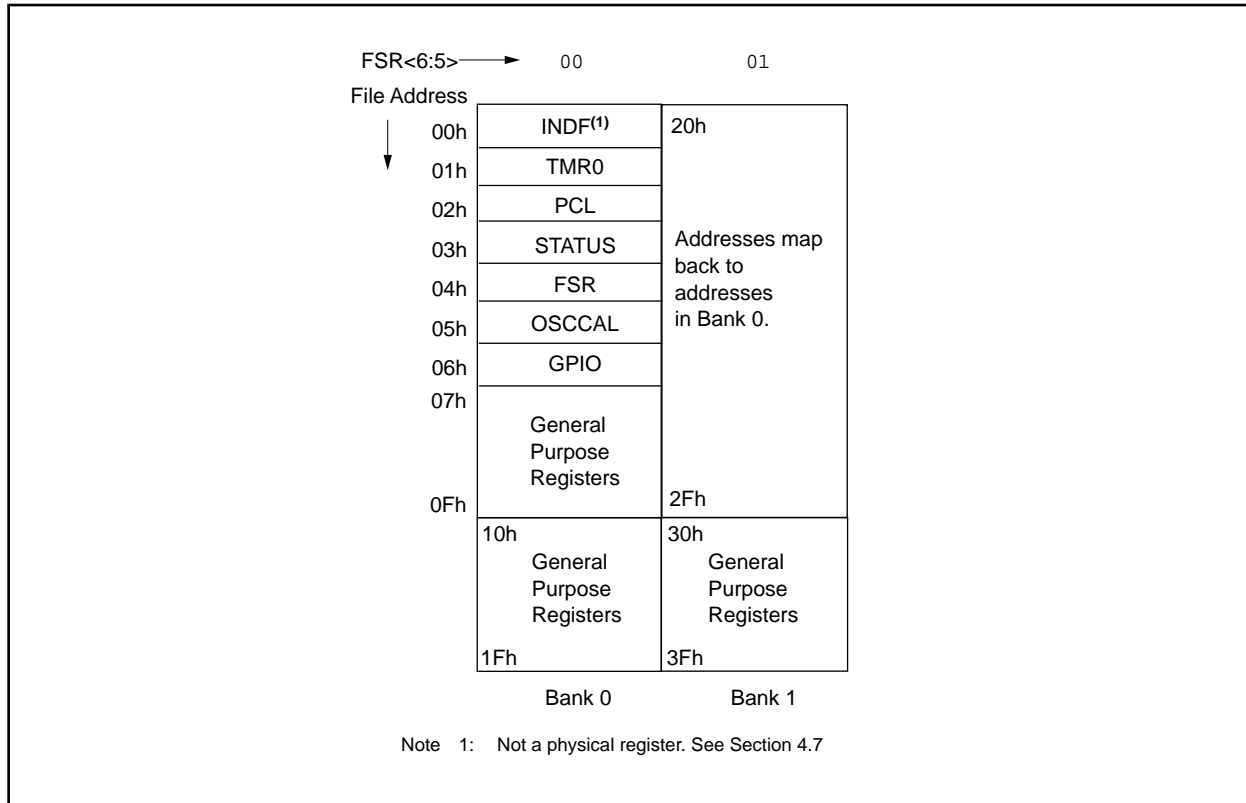 FSR<6:5> 00 01
File Address
00h INDF(1) 20h
01h TMR0
02h PCL
03h STATUS
04h FSR
05h OSCCAL
06h GPIO
07h
General
Purpose
Registers
0Fh
Addresses map
back to
addresses
in Bank 0.
2Fh
10h
General
Purpose
Registers
1Fh
30h
General
Purpose
Registers
3Fh
Bank 0 Bank 1
Note 1: Not a physical register. See Section 4.7